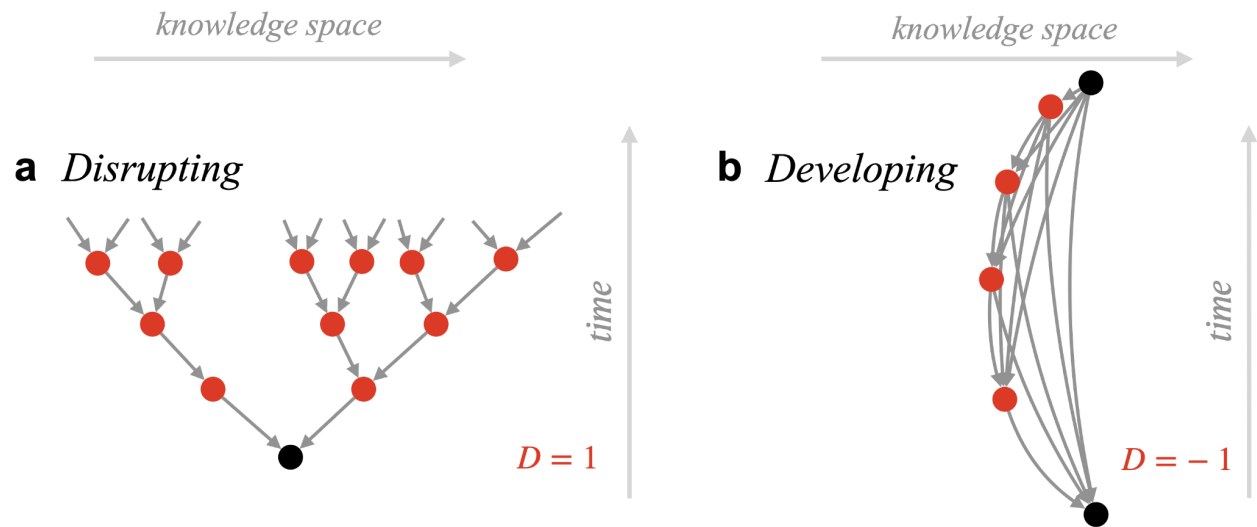 knowledge space
a Disrupting
time
D = 1
knowledge space
b Developing
time
D = − 1